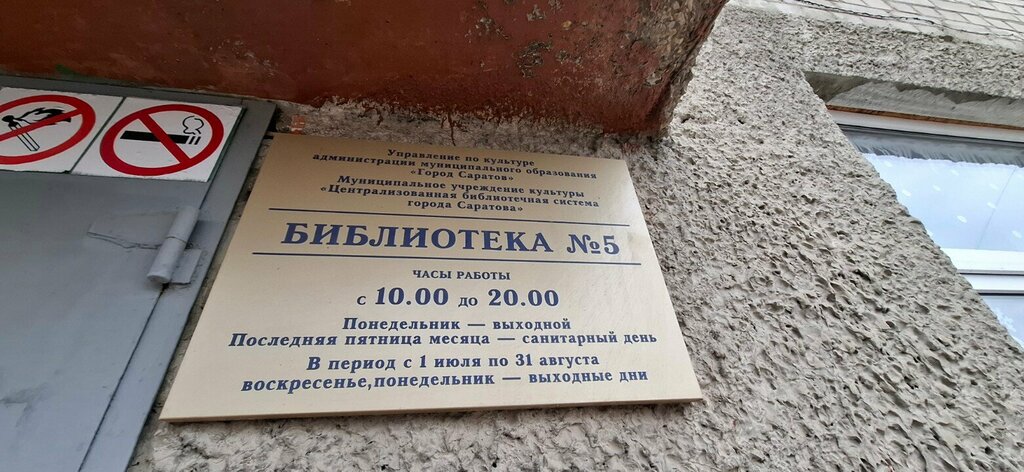 Управление по культуре
администрации муниципального образования
«Город Саратов»
Муниципальное учреждение культуры
«Централизованная библиотечная система
города Саратова»
БИБЛИОТЕКА №5
ЧАСЫ РАБОТЫ
с 10.00 до 20.00
Понедельник — выходной
Последняя пятница месяца — санитарный день
В период с 1 июля по 31 августа
воскресенье,понедельник — выходные дни